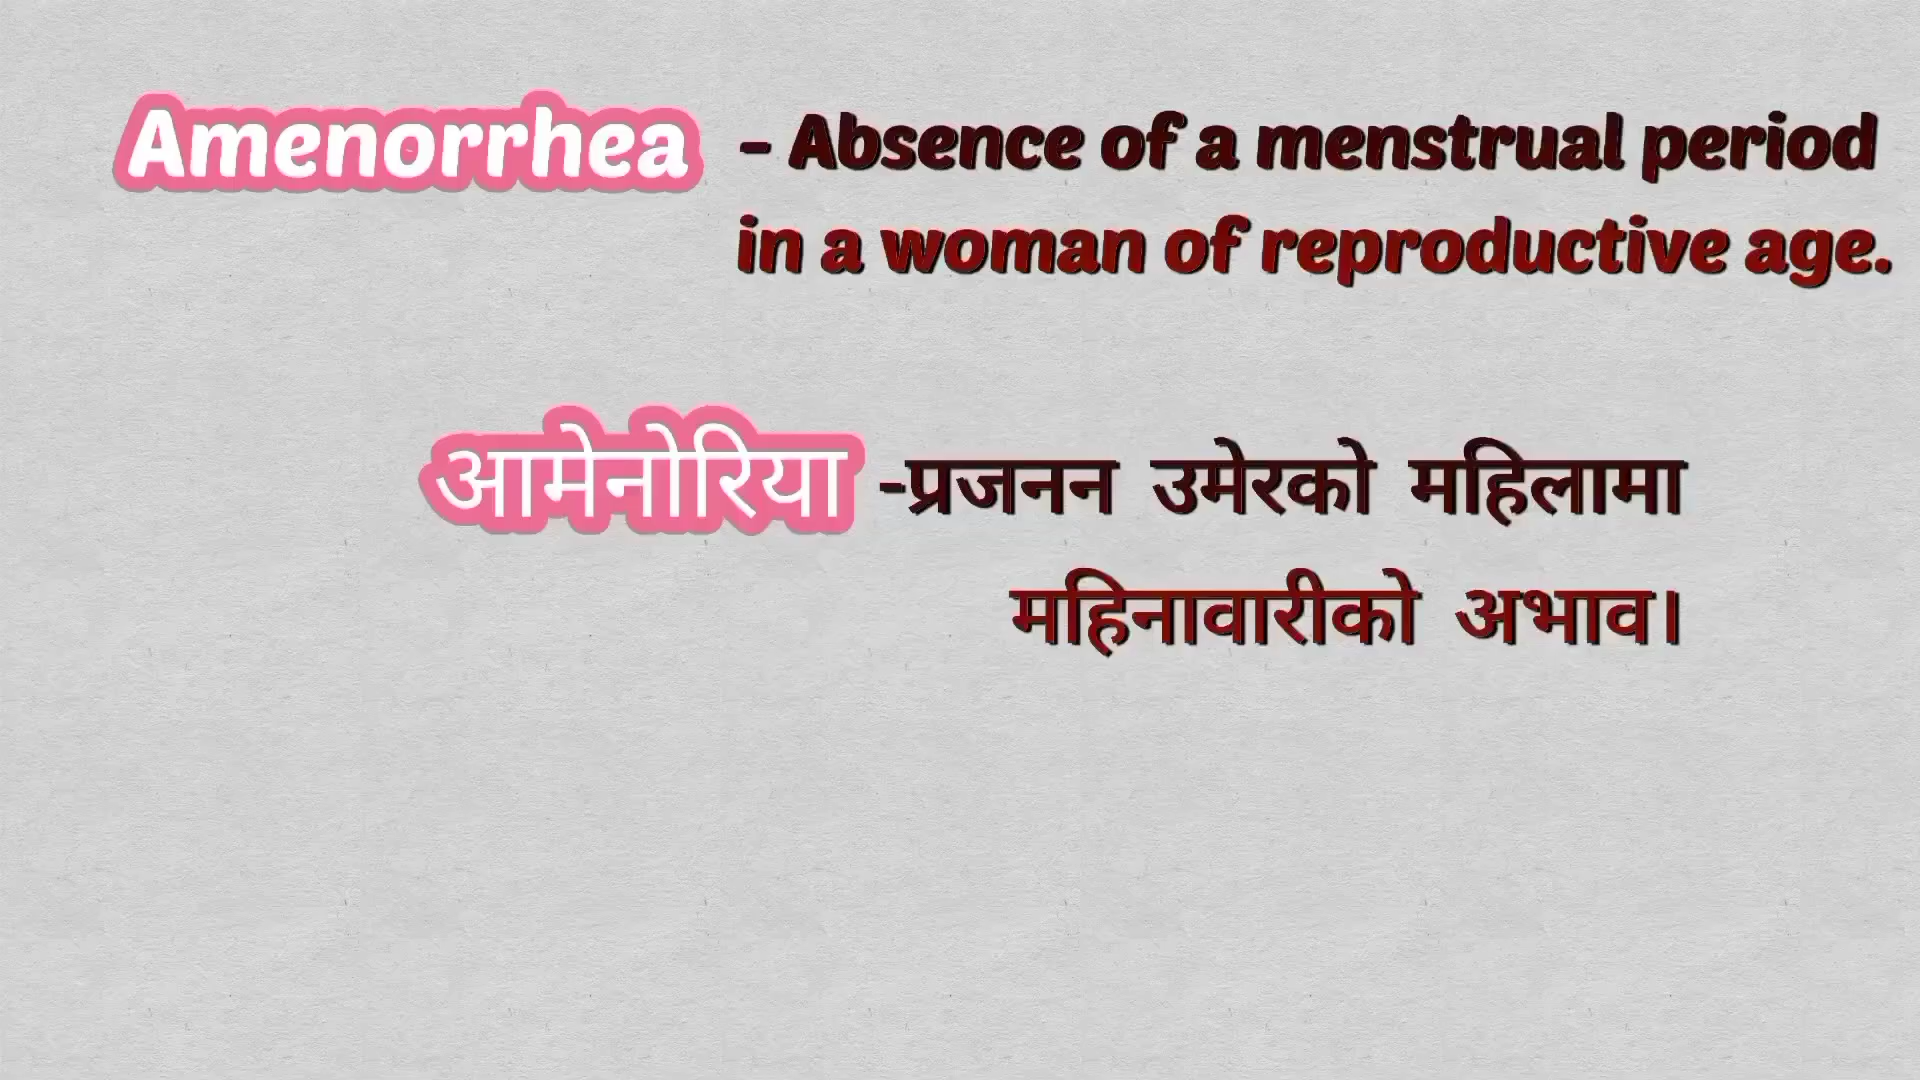 Amenorrhea - Absence of a menstrual period
in a woman of reproductive age.
आमेनोरिया -प्रजनन उमेरको महिलामा
महिनावारीको अभाव।